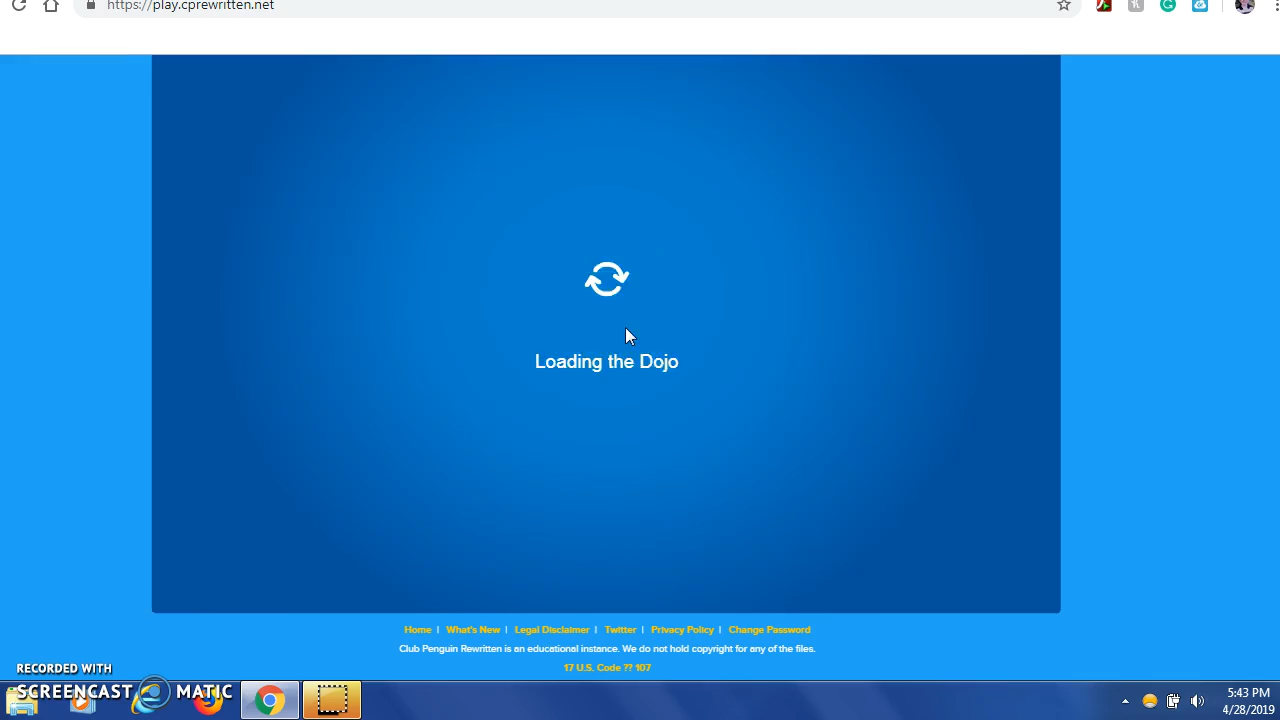 https://play.cprewritten.net
Loading the Dojo
Home | What's New | Legal Disclaimer | Twitter | Privacy Policy | Change Password
Club Penguin Rewritten is an educational instance. We do not hold copyright for any of the files.
17 U.S. Code ?? 107
RECORDED WITH
SCREENCAST MATIC
5:43 PM
4/28/2019